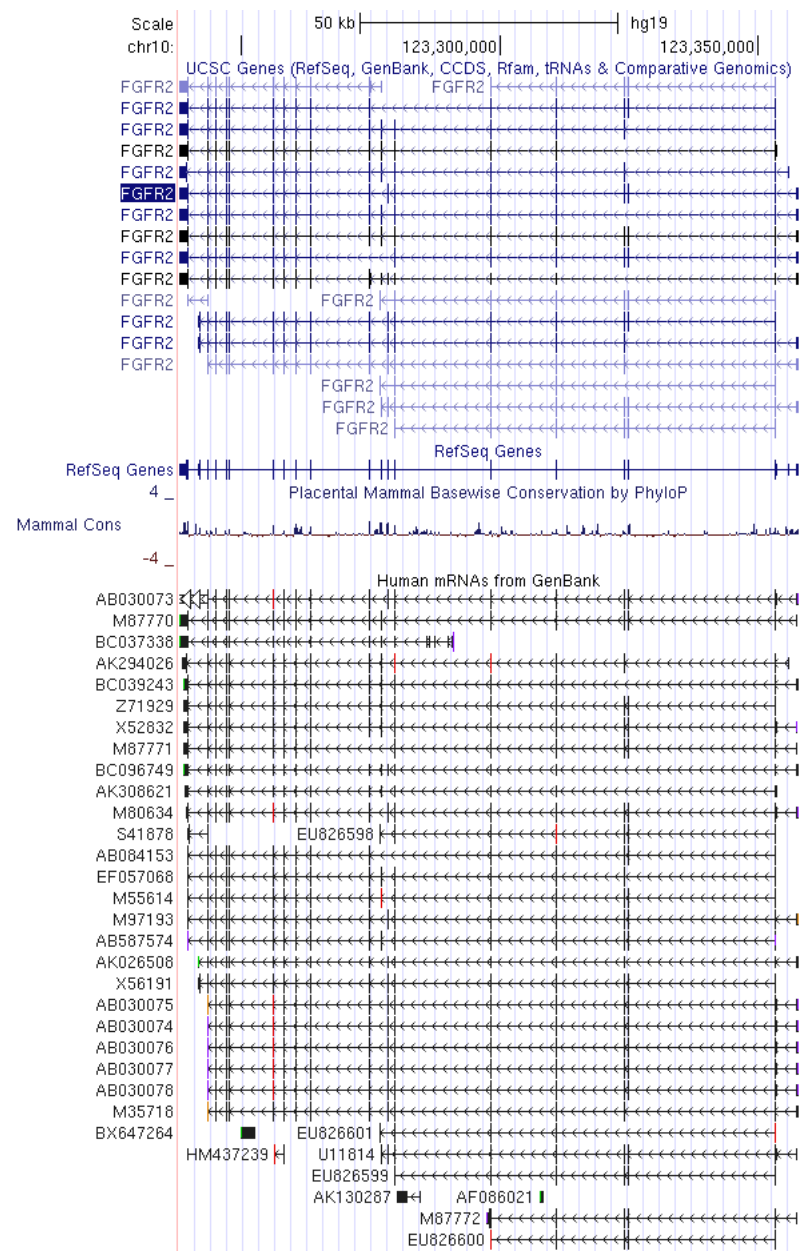 Scale 50 kb hg19
chr10: 123,300,000 123,350,000
UCSC Genes (RefSeq, GenBank, CCDS, Rfam, tRNAs & Comparative Genomics)
FGFR2 FGFR2
FGFR2
FGFR2
FGFR2
FGFR2
FGFR2
FGFR2
FGFR2
FGFR2
FGFR2
FGFR2 FGFR2
FGFR2
FGFR2
FGFR2
FGFR2
FGFR2
FGFR2
RefSeq Genes
RefSeq Genes
4 _
Placental Mammal Basewise Conservation by PhyloP
Mammal Cons
-4 _
Human mRNAs from GenBank
AB030073
M87770
BC037338
AK294026
BC039243
Z71929
X52832
M87771
BC096749
AK308621
M80634
S41878 EU826598
AB084153
EF057068
M55614
M97193
AB587574
AK026508
X56191
AB030075
AB030074
AB030076
AB030077
AB030078
M35718
BX647264 EU826601
HM437239 U11814
EU826599
AK130287 AF086021
M87772
EU826600